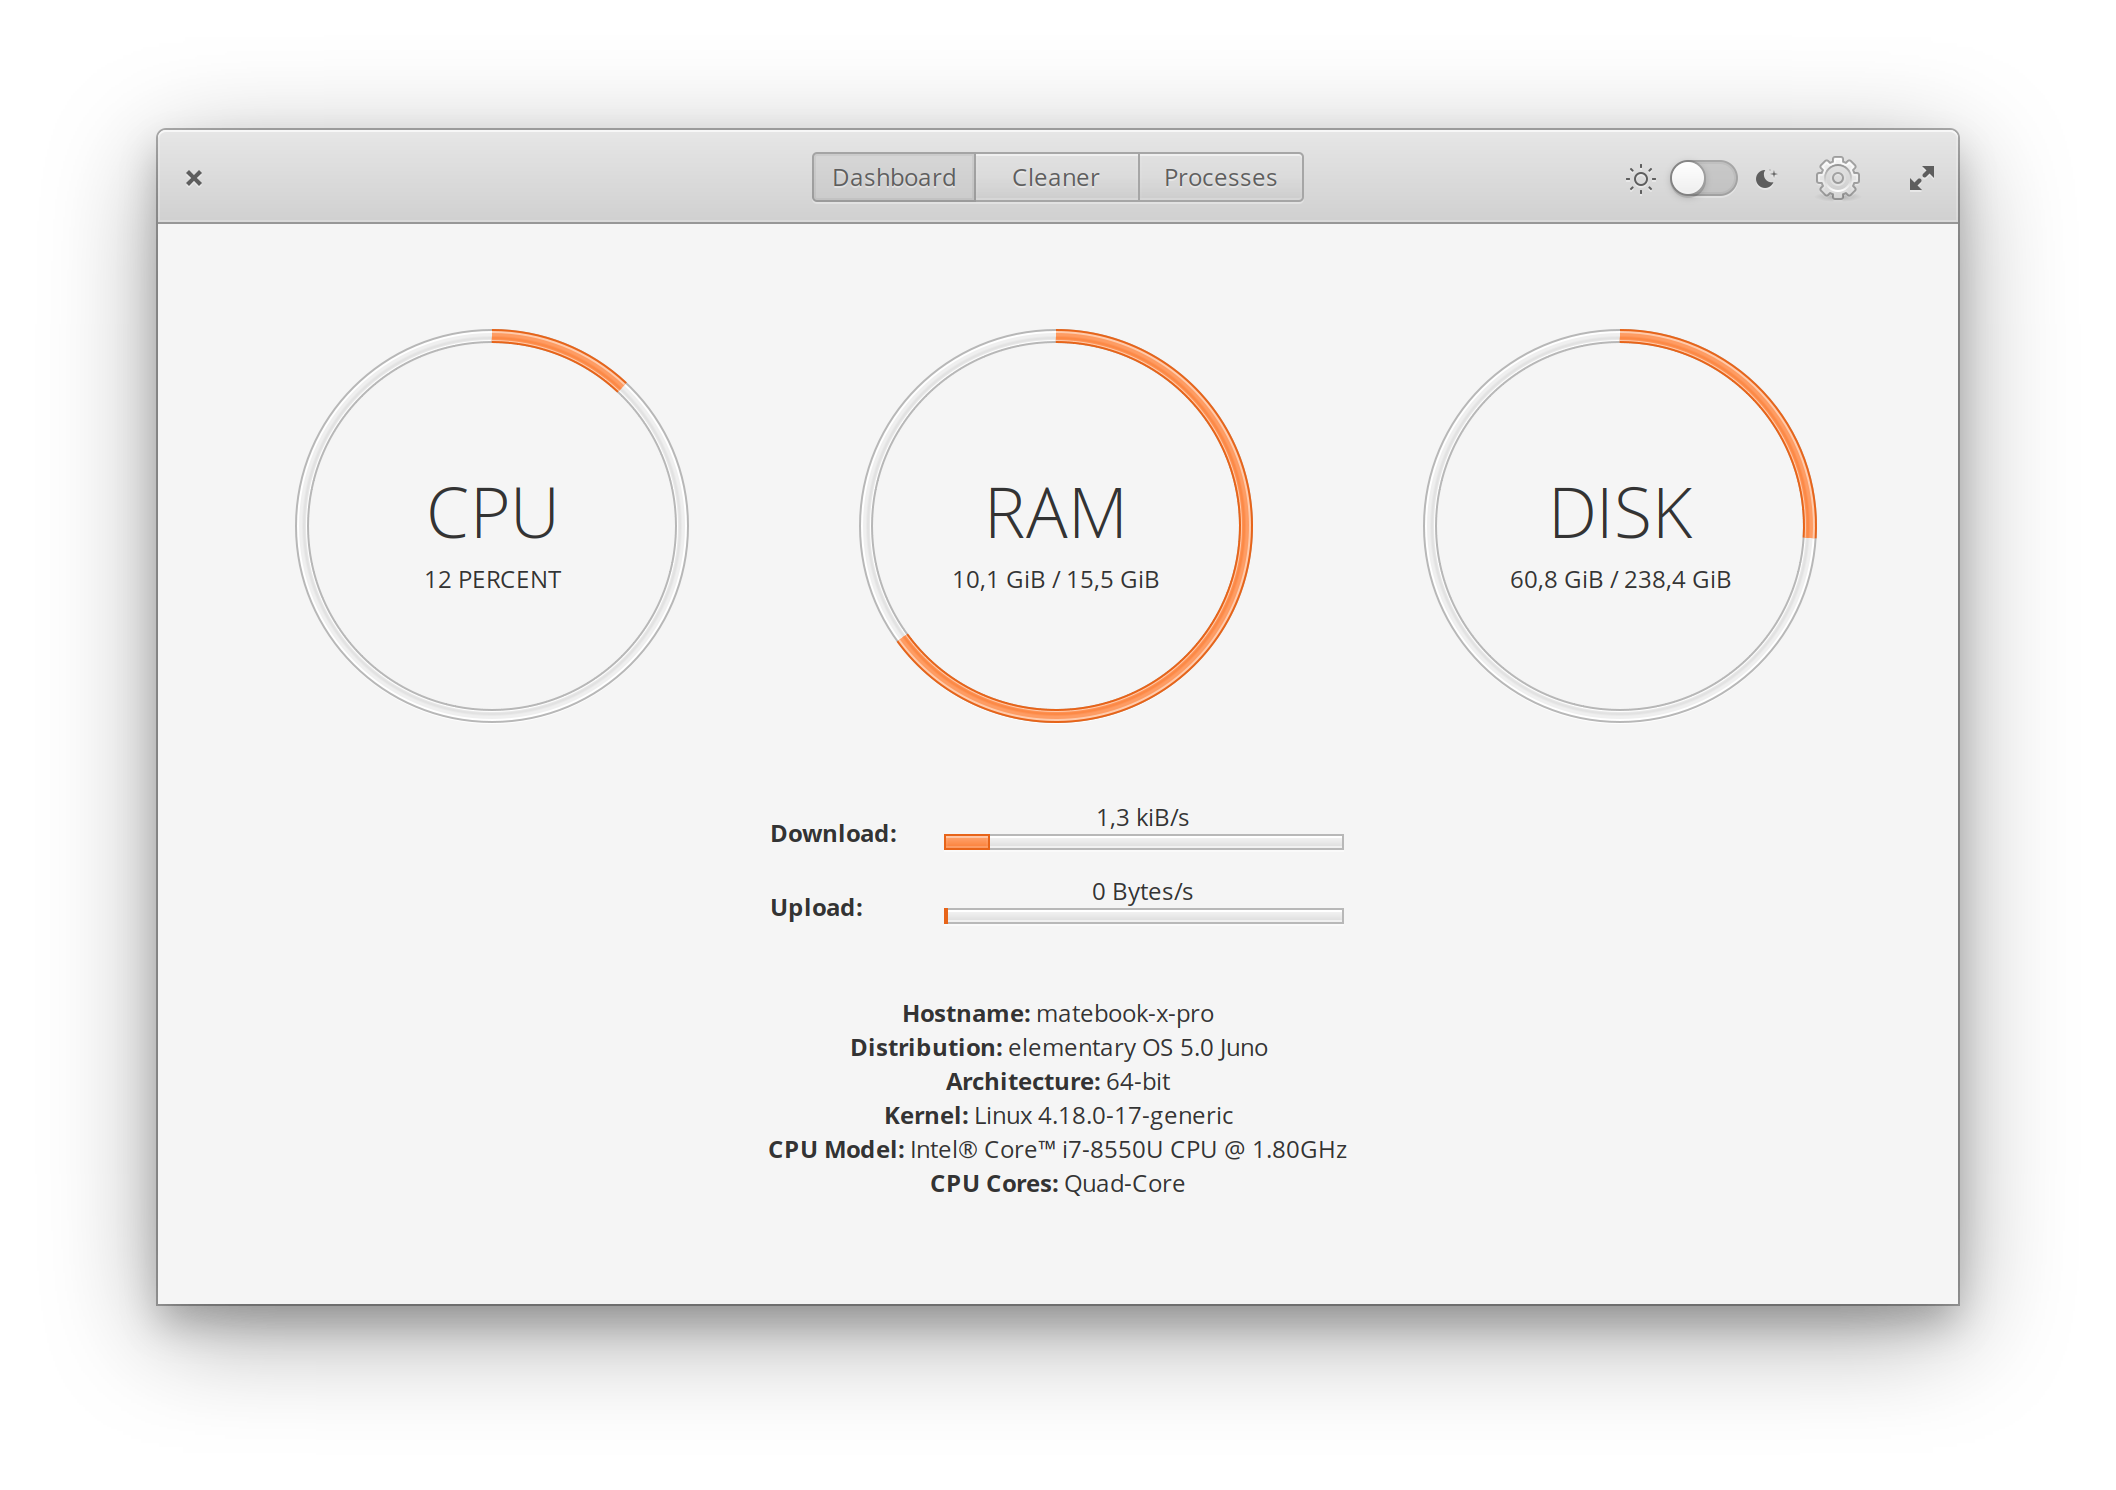 Dashboard Cleaner Processes
CPU
12 PERCENT
RAM
10,1 GiB / 15,5 GiB
DISK
60,8 GiB / 238,4 GiB
Download: 1,3 kiB/s
Upload: 0 Bytes/s
Hostname: matebook-x-pro
Distribution: elementary OS 5.0 Juno
Architecture: 64-bit
Kernel: Linux 4.18.0-17-generic
CPU Model: Intel® Core™ i7-8550U CPU @ 1.80GHz
CPU Cores: Quad-Core